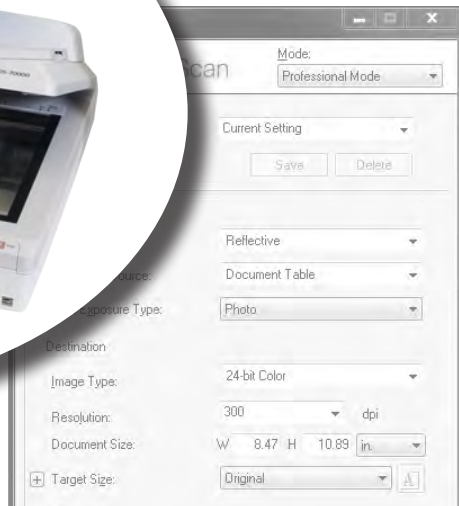 Mode:
can Professional Mode
Current Setting
Save Delete
Reflective
Document Table
Exposure Type: Photo
Destination
Image Type: 24-bit Color
Resolution: 300 dpi
Document Size: W 8.47 H 10.89 in.
+ Target Size: Original A